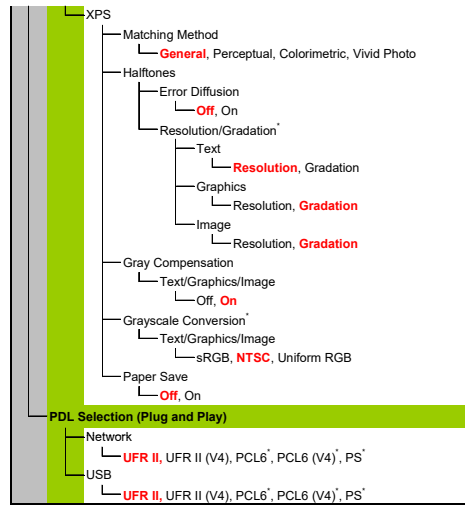 XPS
Matching Method
General, Perceptual, Colorimetric, Vivid Photo
Halftones
Error Diffusion
Off, On
Resolution/Gradation*
Text
Resolution, Gradation
Graphics
Resolution, Gradation
Image
Resolution, Gradation
Gray Compensation
Text/Graphics/Image
Off, On
Grayscale Conversion*
Text/Graphics/Image
sRGB, NTSC, Uniform RGB
Paper Save
Off, On
PDL Selection (Plug and Play)
Network
UFR II, UFR II (V4), PCL6*, PCL6 (V4)*, PS*
USB
UFR II, UFR II (V4), PCL6*, PCL6 (V4)*, PS*